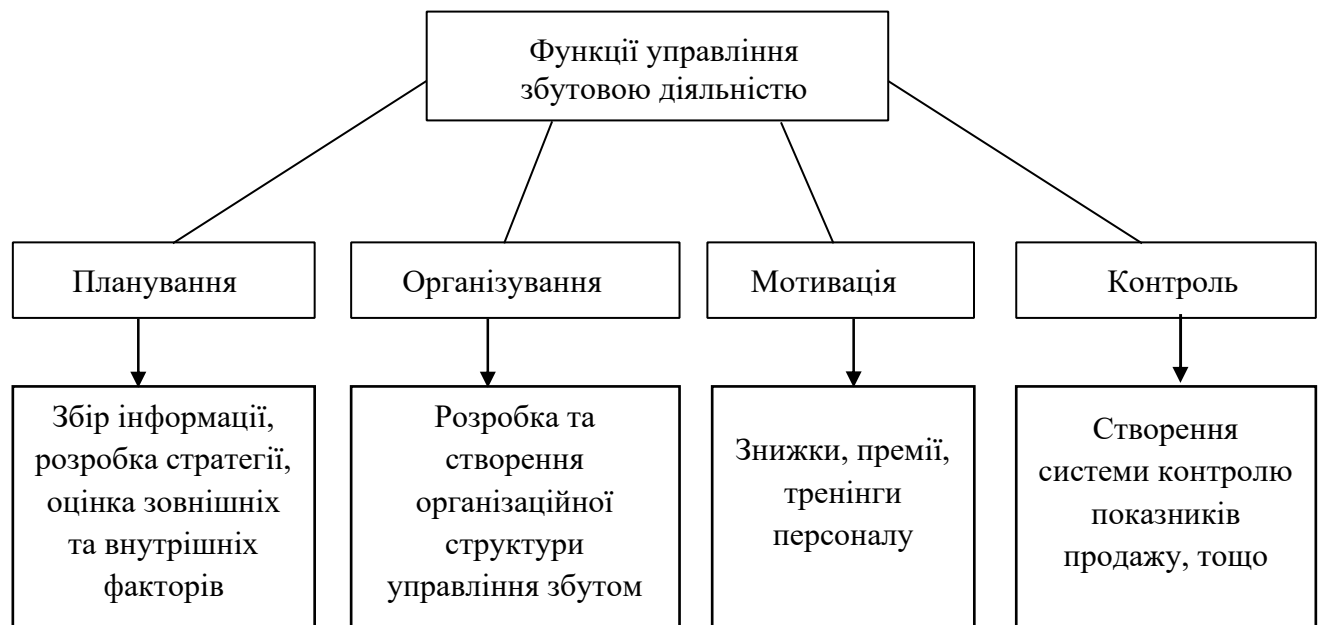 Функції управління
збутовою діяльністю
Планування
Організування
Мотивація
Контроль
Збір інформації,
розробка стратегії,
оцінка зовнішніх
та внутрішніх
факторів
Розробка та
створення
організаційної
структури
управління збутом
Знижки, премії,
тренінги
персоналу
Створення
системи контролю
показників
продажу, тощо